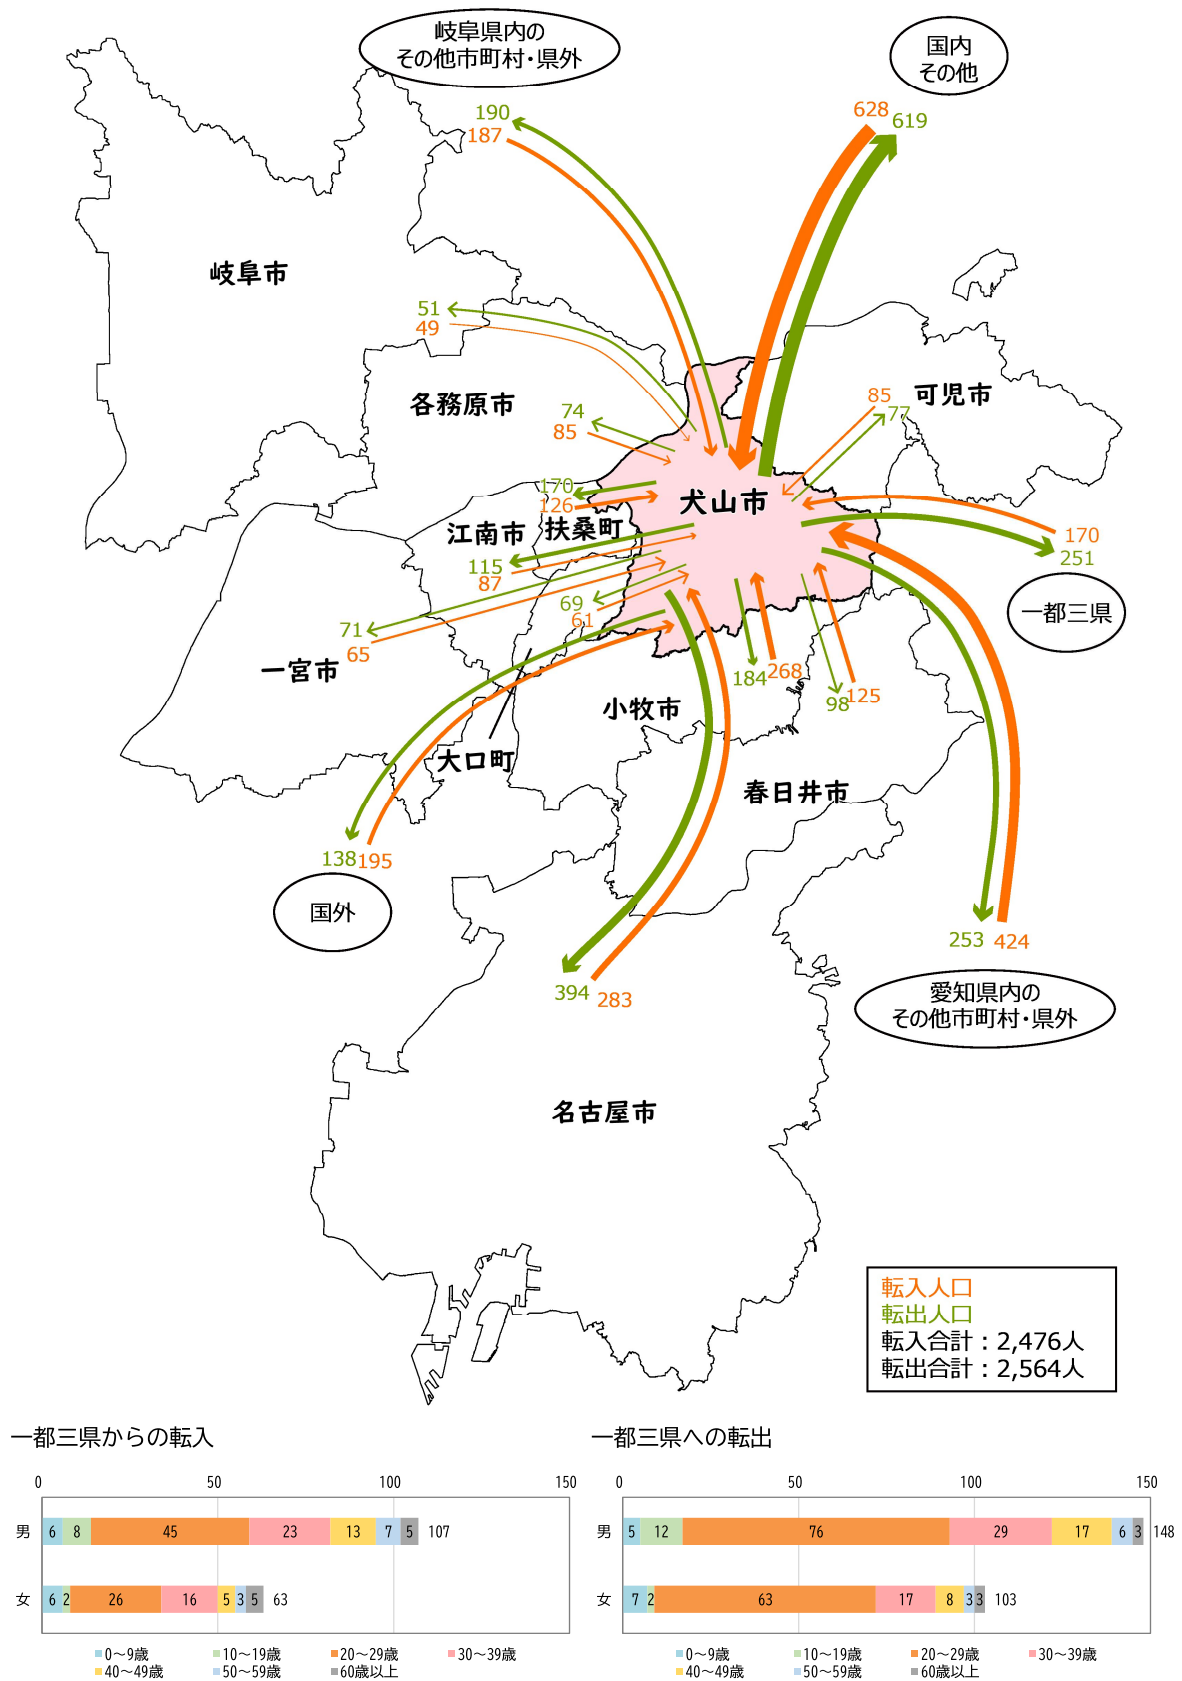 岐阜県内の
その他市町村・県外
国内
その他
190
187
628
619
岐阜市
51
49
各務原市
74
85
85
77
可児市
170
126
犬山市
江南市
扶桑町
115
87
170
251
一都三県
69
61
71
65
一宮市
184
268
98
125
小牧市
大口町
春日井市
138
195
国外
253
424
394
283
愛知県内の
その他市町村・県外
名古屋市
転入人口
転出人口
転入合計：2,476人
転出合計：2,564人
一都三県からの転入
0 50 100 150
男 6 8 45 23 13 7 5 107
女 6 2 26 16 5 3 5 63
0～9歳 10～19歳 20～29歳 30～39歳
40～49歳 50～59歳 60歳以上
一都三県への転出
0 50 100 150
男 5 12 76 29 17 6 3 148
女 7 2 63 17 8 3 3 103
0～9歳 10～19歳 20～29歳 30～39歳
40～49歳 50～59歳 60歳以上